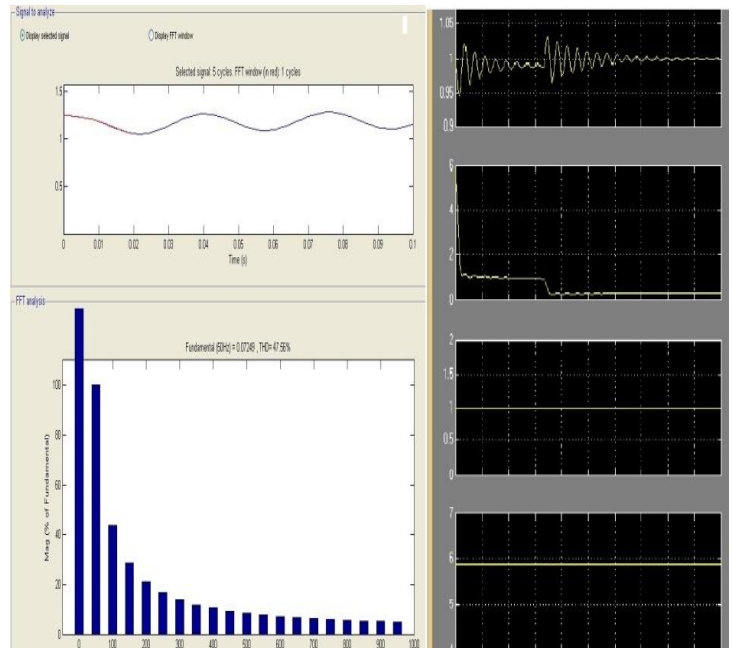 Signal to analyze
Display selected signal
Display FFT window
Selected signal: 5 cycles. FFT window (in red): 1 cycles
1.5
1
0.5
0 0.01 0.02 0.03 0.04 0.05 0.06 0.07 0.08 0.09 0.1
Time (s)
FFT analysis
Fundamental (50Hz) = 0.07249 , THD= 47.56%
100
80
60
40
20
0
Mag (% of Fundamental)
0 100 200 300 400 500 600 700 800 900 1000
1.05
1
0.95
0.9
6
4
2
0
2
1.5
1
0.5
0
7
6
5